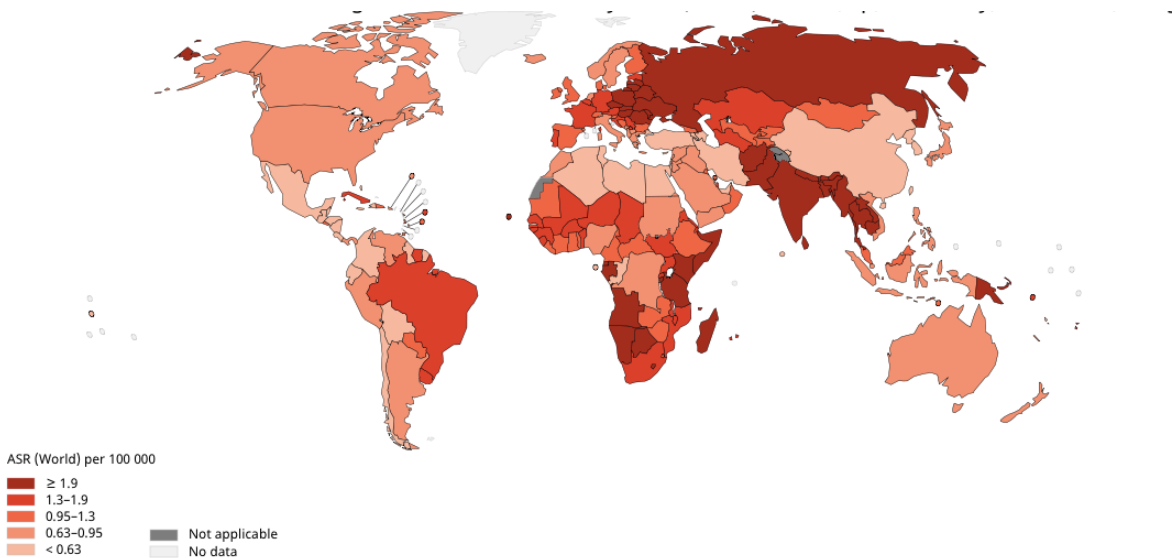 ASR (World) per 100 000
≥ 1.9
1.3–1.9
0.95–1.3
0.63–0.95
< 0.63
Not applicable
No data